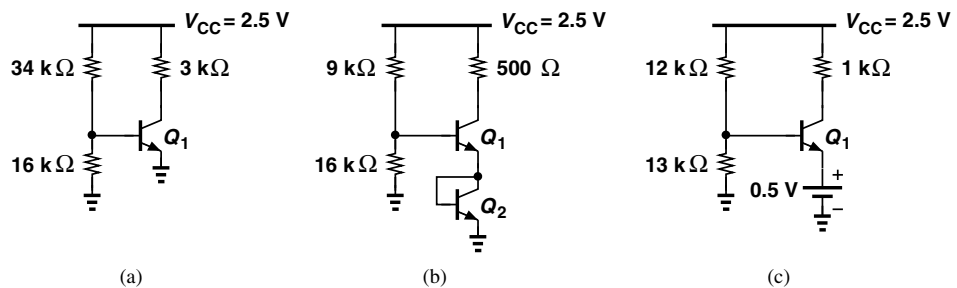 V_CC = 2.5 V
34 kΩ
3 kΩ
Q_1
16 kΩ
(a)
V_CC = 2.5 V
9 kΩ
500 Ω
Q_1
16 kΩ
Q_2
(b)
V_CC = 2.5 V
12 kΩ
1 kΩ
Q_1
13 kΩ
0.5 V
+
−
(c)